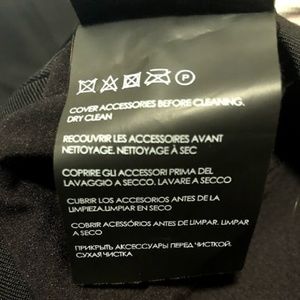 P
COVER ACCESSORIES BEFORE CLEANING.
DRY CLEAN
RECOUVRIR LES ACCESSOIRES AVANT
NETTOYAGE. NETTOYAGE À SEC
COPRIRE GLI ACCESSORI PRIMA DEL
LAVAGGIO A SECCO. LAVARE A SECCO
CUBRIR LOS ACCESORIOS ANTES DE LA
LIMPIEZA.LIMPIAR EN SECO
COBRIR ACESSÓRIOS ANTES DE LIMPAR. LIMPAR
A SECO
ПРИКРЫТЬ АКСЕССУАРЫ ПЕРЕД ЧИСТКОЙ.
СУХАЯ ЧИСТКА